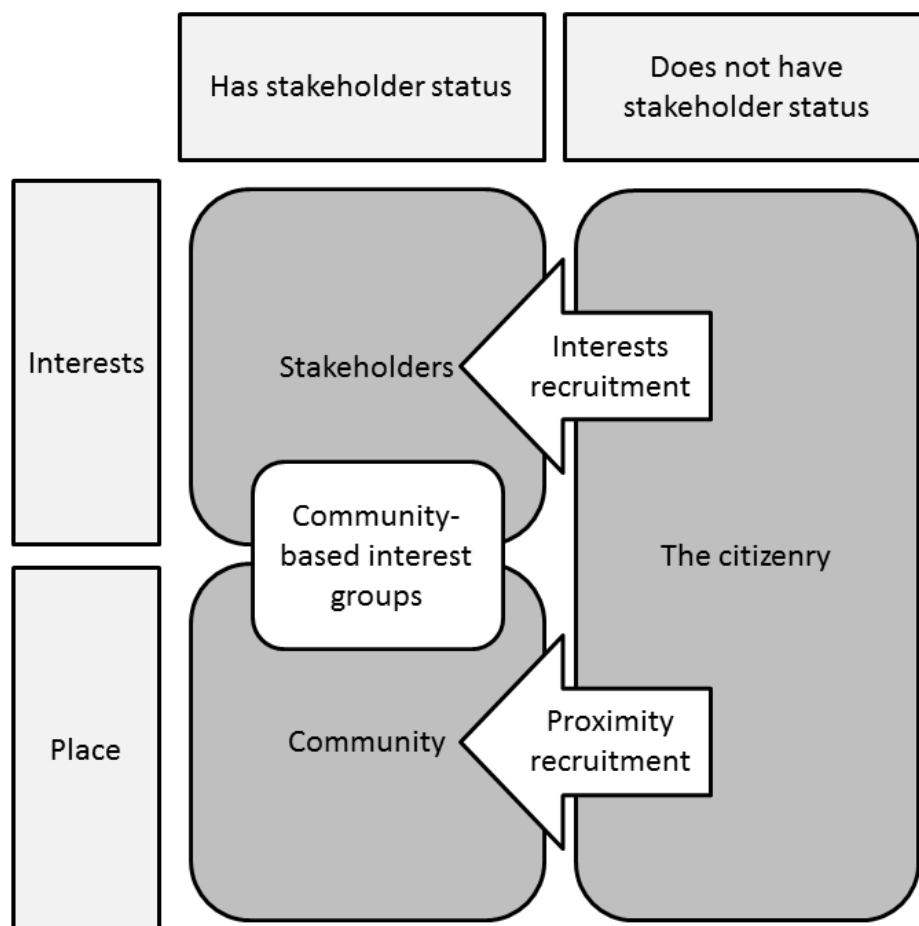 Has stakeholder status
Does not have
stakeholder status
Interests
Stakeholders
Interests
recruitment
Community-
based interest
groups
The citizenry
Place
Community
Proximity
recruitment